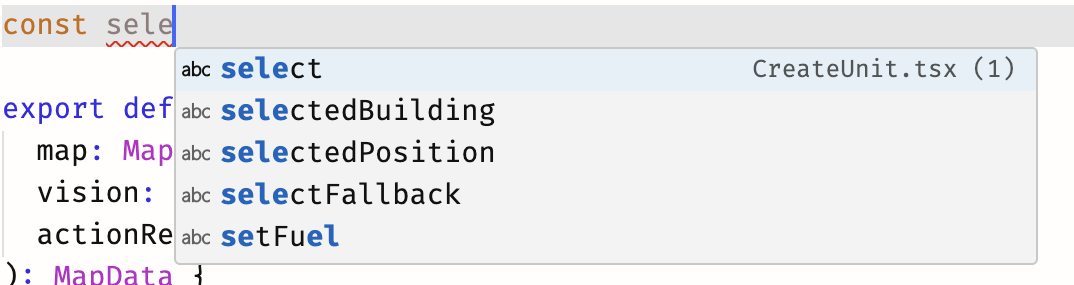 const sele
abc select CreateUnit.tsx (1)
abc selectedBuilding
export def
abc selectedPosition
map: Map
abc selectFallback
vision:
abc setFuel
actionRe
): MapData {